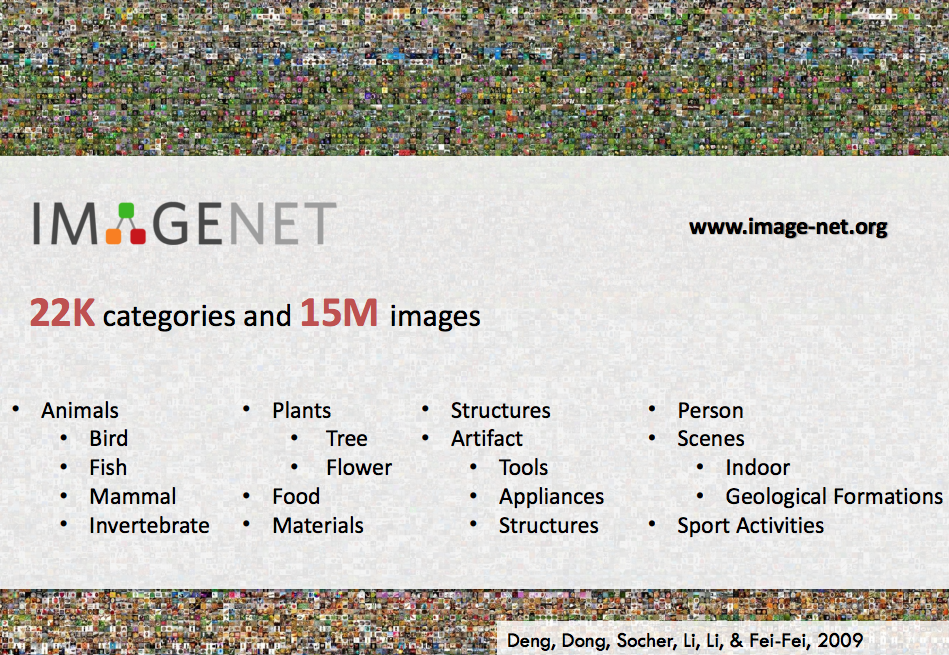 IMAGENET
www.image-net.org
22K categories and 15M images
• Animals
• Bird
• Fish
• Mammal
• Invertebrate
• Plants
• Tree
• Flower
• Food
• Materials
• Structures
• Artifact
• Tools
• Appliances
• Structures
• Person
• Scenes
• Indoor
• Geological Formations
• Sport Activities
Deng, Dong, Socher, Li, Li, & Fei-Fei, 2009